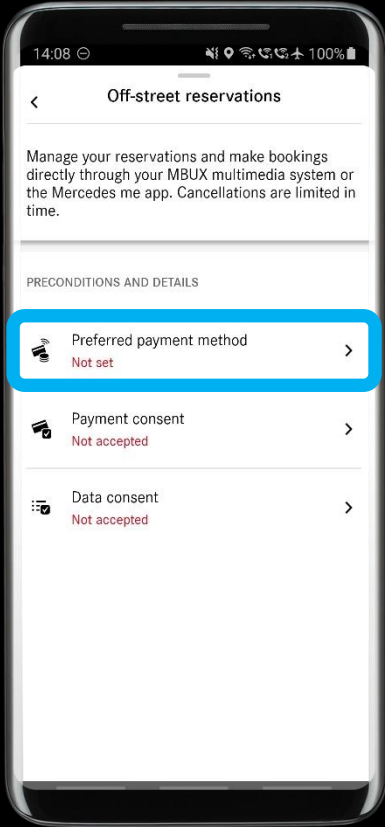 14:08
100%
Off-street reservations
Manage your reservations and make bookings
directly through your MBUX multimedia system or
the Mercedes me app. Cancellations are limited in
time.
PRECONDITIONS AND DETAILS
Preferred payment method
Not set
Payment consent
Not accepted
Data consent
Not accepted